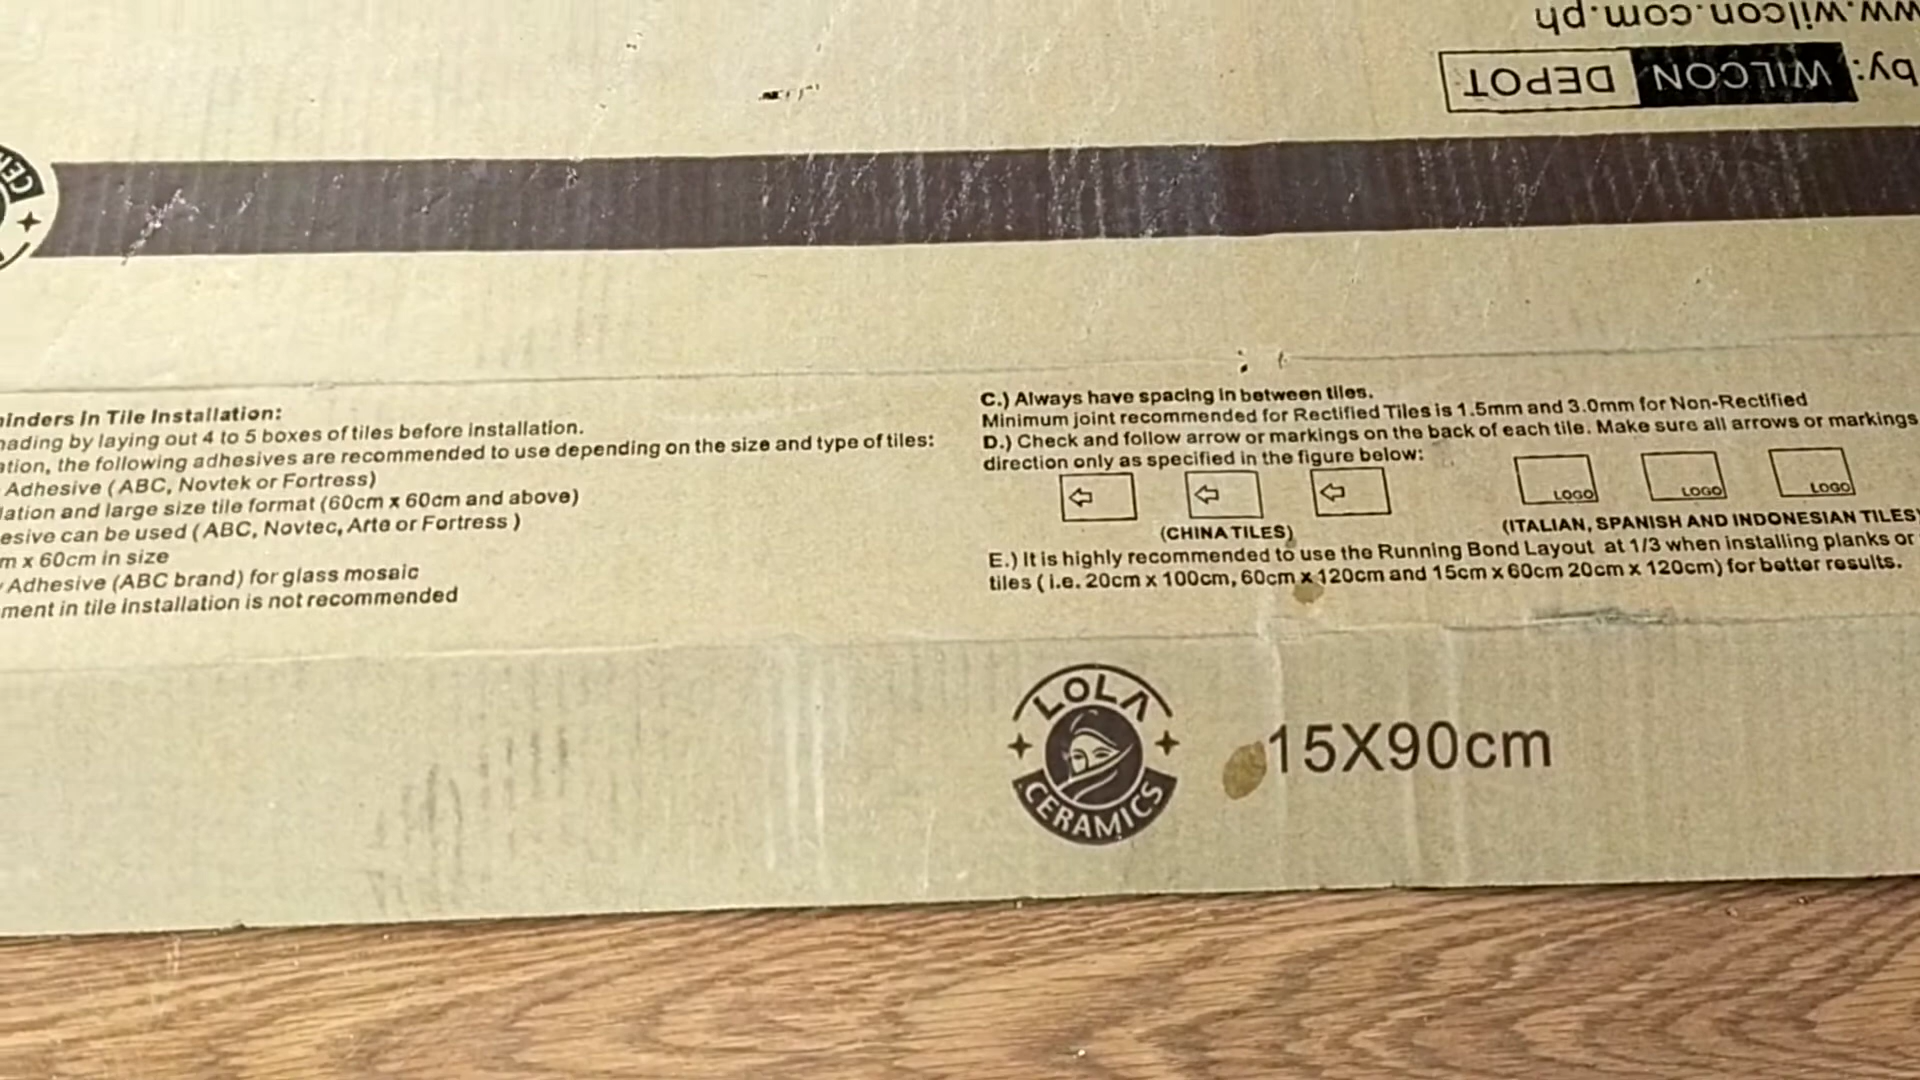 www.wilcon.com.ph
by: WILCON DEPOT
in Tile Installation:
by laying out 4 to 5 boxes of tiles before installation.
the following adhesives are recommended to use depending on the size and type of tiles:
Adhesive (ABC, Novtek or Fortress)
and large size tile format (60cm x 60cm and above)
can be used (ABC, Novtec, Arte or Fortress )
x 60cm in size
Adhesive (ABC brand) for glass mosaic
in tile installation is not recommended
C.) Always have spacing in between tiles.
Minimum joint recommended for Rectified Tiles is 1.5mm and 3.0mm for Non-Rectified
D.) Check and follow arrow or markings on the back of each tile. Make sure all arrows or markings
direction only as specified in the figure below:
LOGO LOGO LOGO
(CHINA TILES) (ITALIAN, SPANISH AND INDONESIAN TILES)
E.) It is highly recommended to use the Running Bond Layout at 1/3 when installing planks or
tiles ( i.e. 20cm x 100cm, 60cm x 120cm and 15cm x 60cm 20cm x 120cm) for better results.
LOLA
CERAMICS
15X90cm